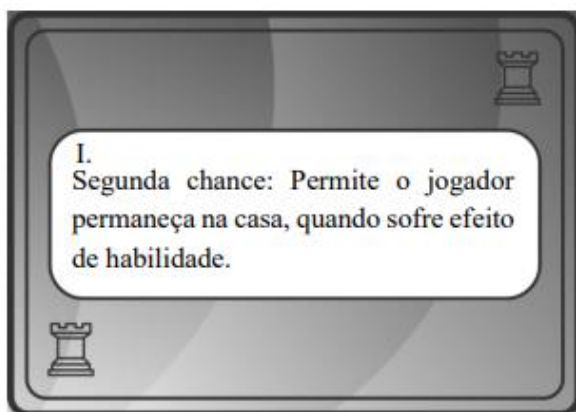 I.
Segunda chance: Permite o jogador
permaneça na casa, quando sofre efeito
de habilidade.